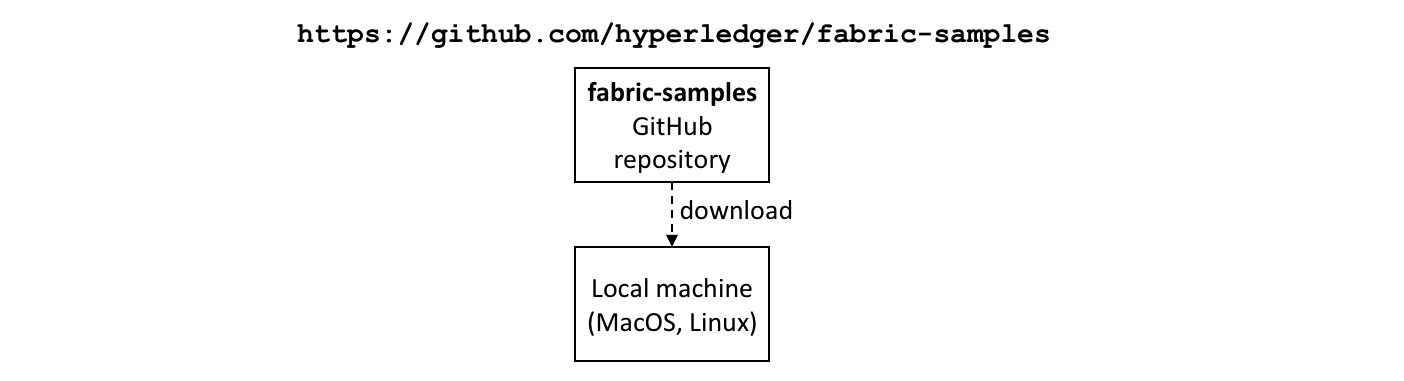 https://github.com/hyperledger/fabric-samples
fabric-samples
GitHub
repository
download
Local machine
(MacOS, Linux)